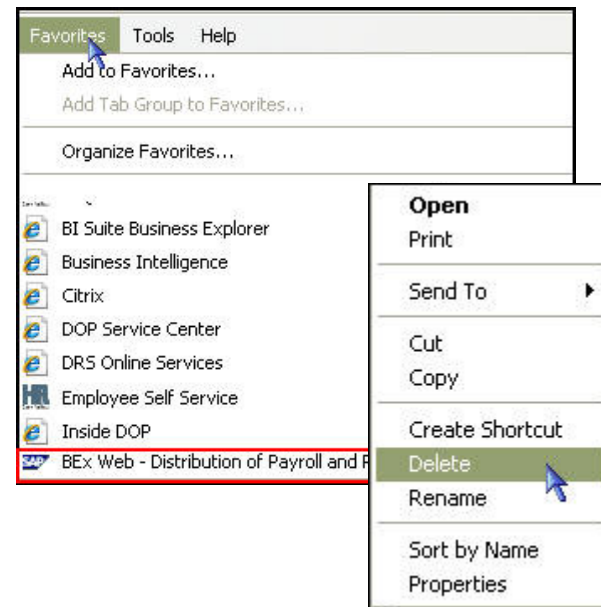 Favorites Tools Help
Add to Favorites...
Add Tab Group to Favorites...
Organize Favorites...
BI Suite Business Explorer
Business Intelligence
Citrix
DOP Service Center
DRS Online Services
HR Employee Self Service
Inside DOP
SAP BEx Web - Distribution of Payroll and
Open
Print
Send To
Cut
Copy
Create Shortcut
Delete
Rename
Sort by Name
Properties